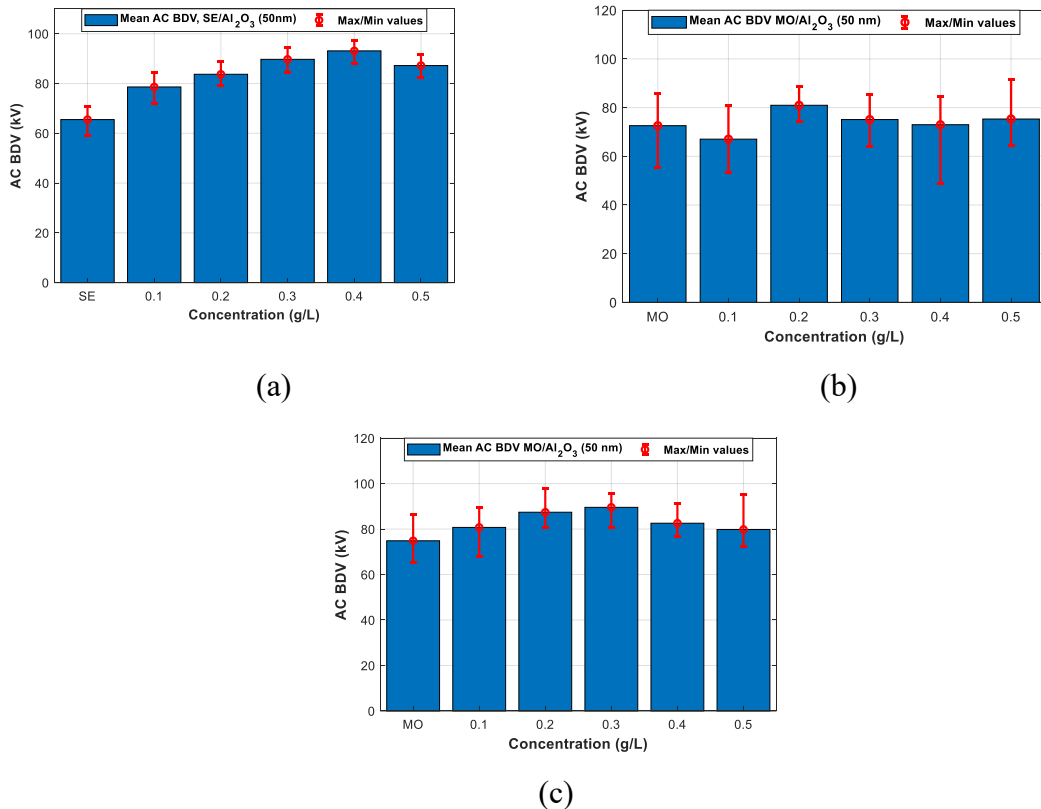 Mean AC BDV, SE/Al₂O₃ (50nm) Max/Min values
100
80
60
40
20
0
AC BDV (kV)
SE 0.1 0.2 0.3 0.4 0.5
Concentration (g/L)
(a)
Mean AC BDV MO/Al₂O₃ (50 nm) Max/Min values
120
100
80
60
40
20
0
AC BDV (kV)
MO 0.1 0.2 0.3 0.4 0.5
Concentration (g/L)
(b)
Mean AC BDV MO/Al₂O₃ (50 nm) Max/Min values
120
100
80
60
40
20
0
AC BDV (kV)
MO 0.1 0.2 0.3 0.4 0.5
Concentration (g/L)
(c)